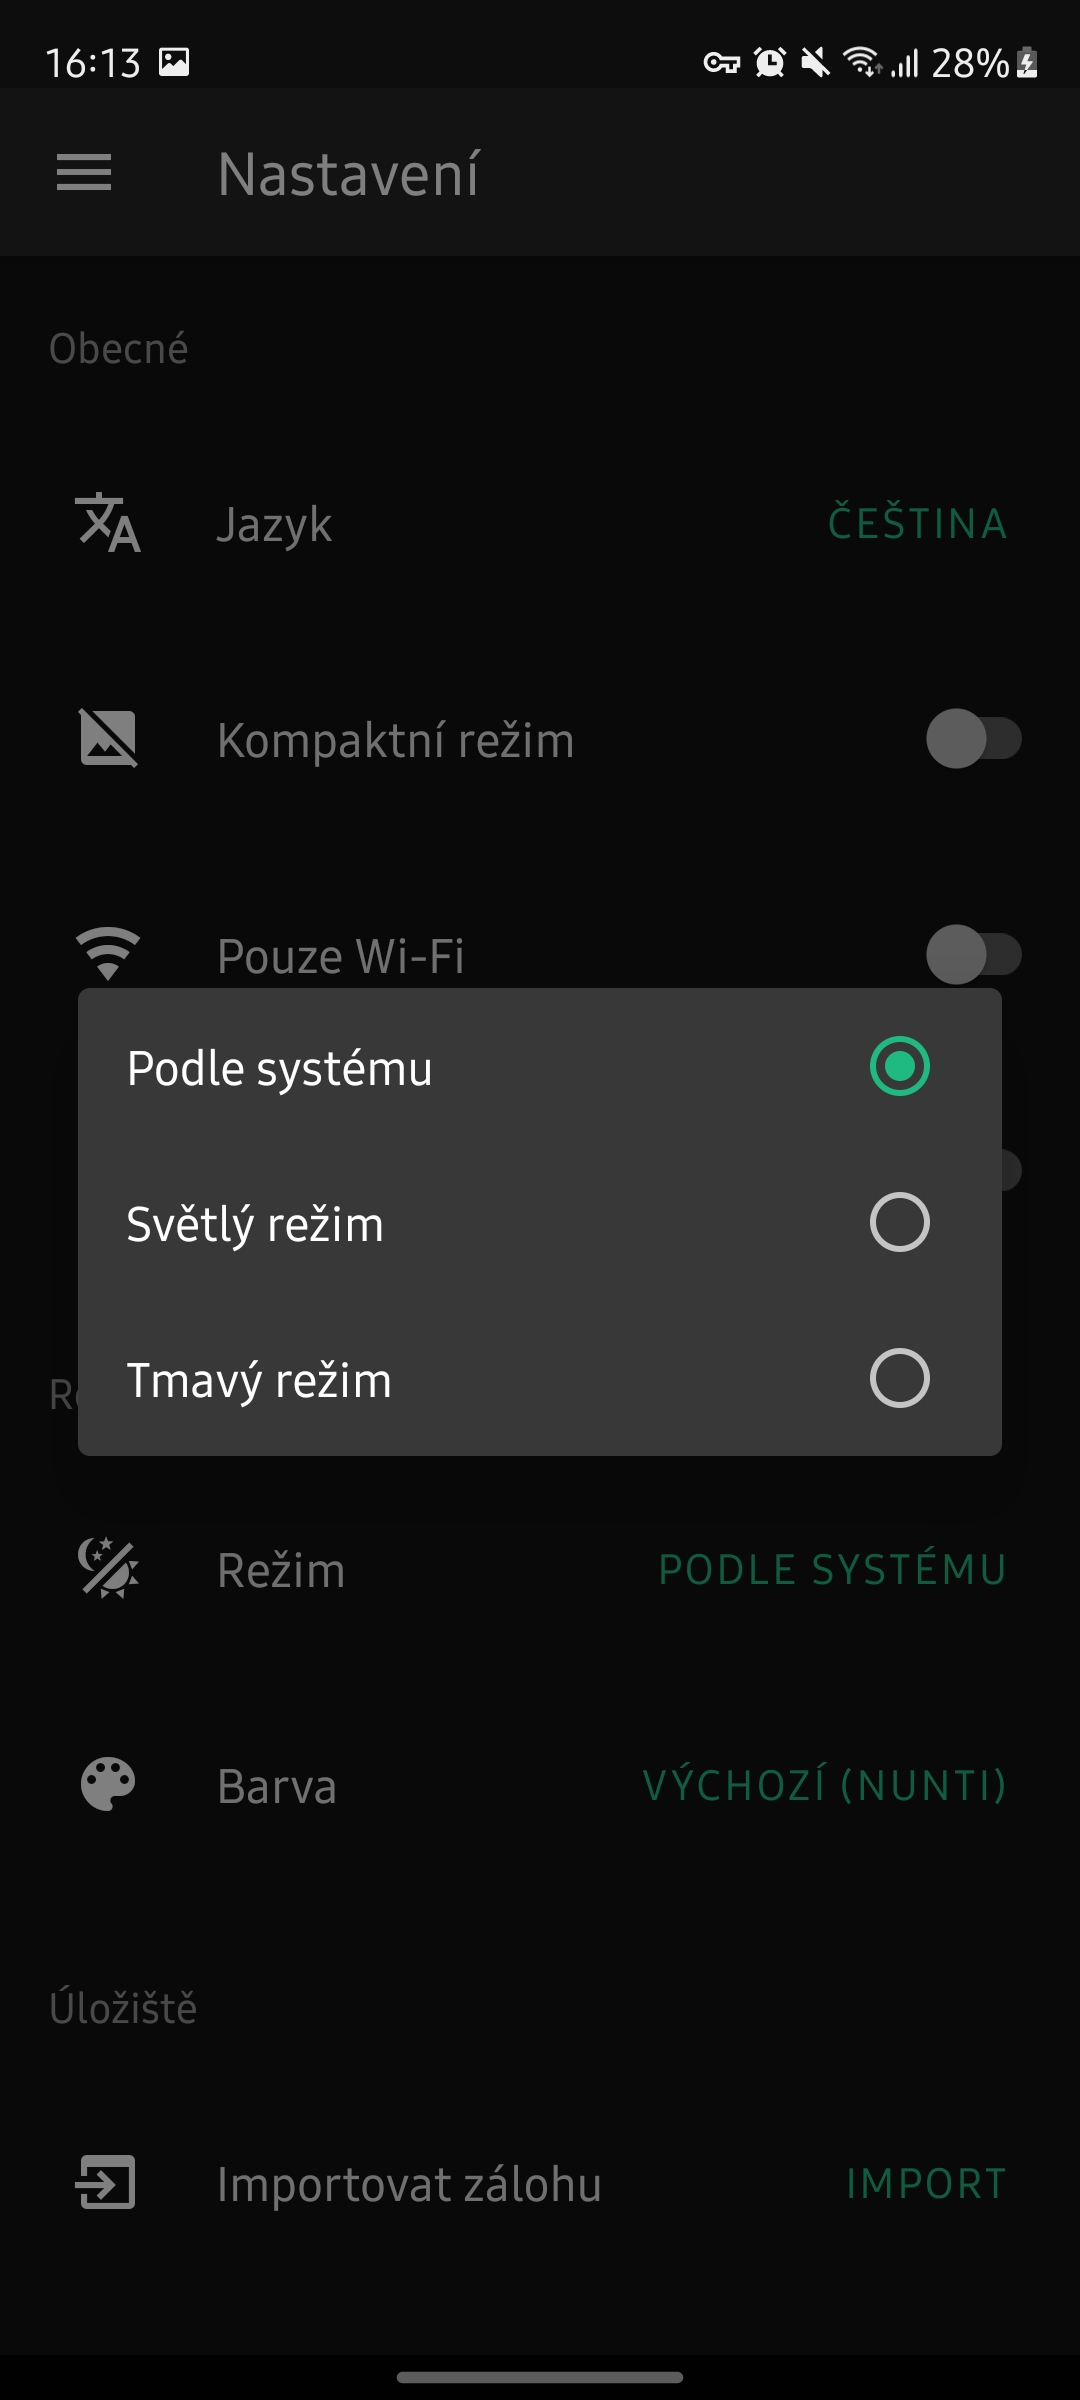 16:13
28%
Nastavení
Obecné
Jazyk ČEŠTINA
Kompaktní režim
Pouze Wi-Fi
Podle systému
Světlý režim
Tmavý režim
Režim PODLE SYSTÉMU
Barva VÝCHOZÍ (NUNTI)
Úložiště
Importovat zálohu IMPORT